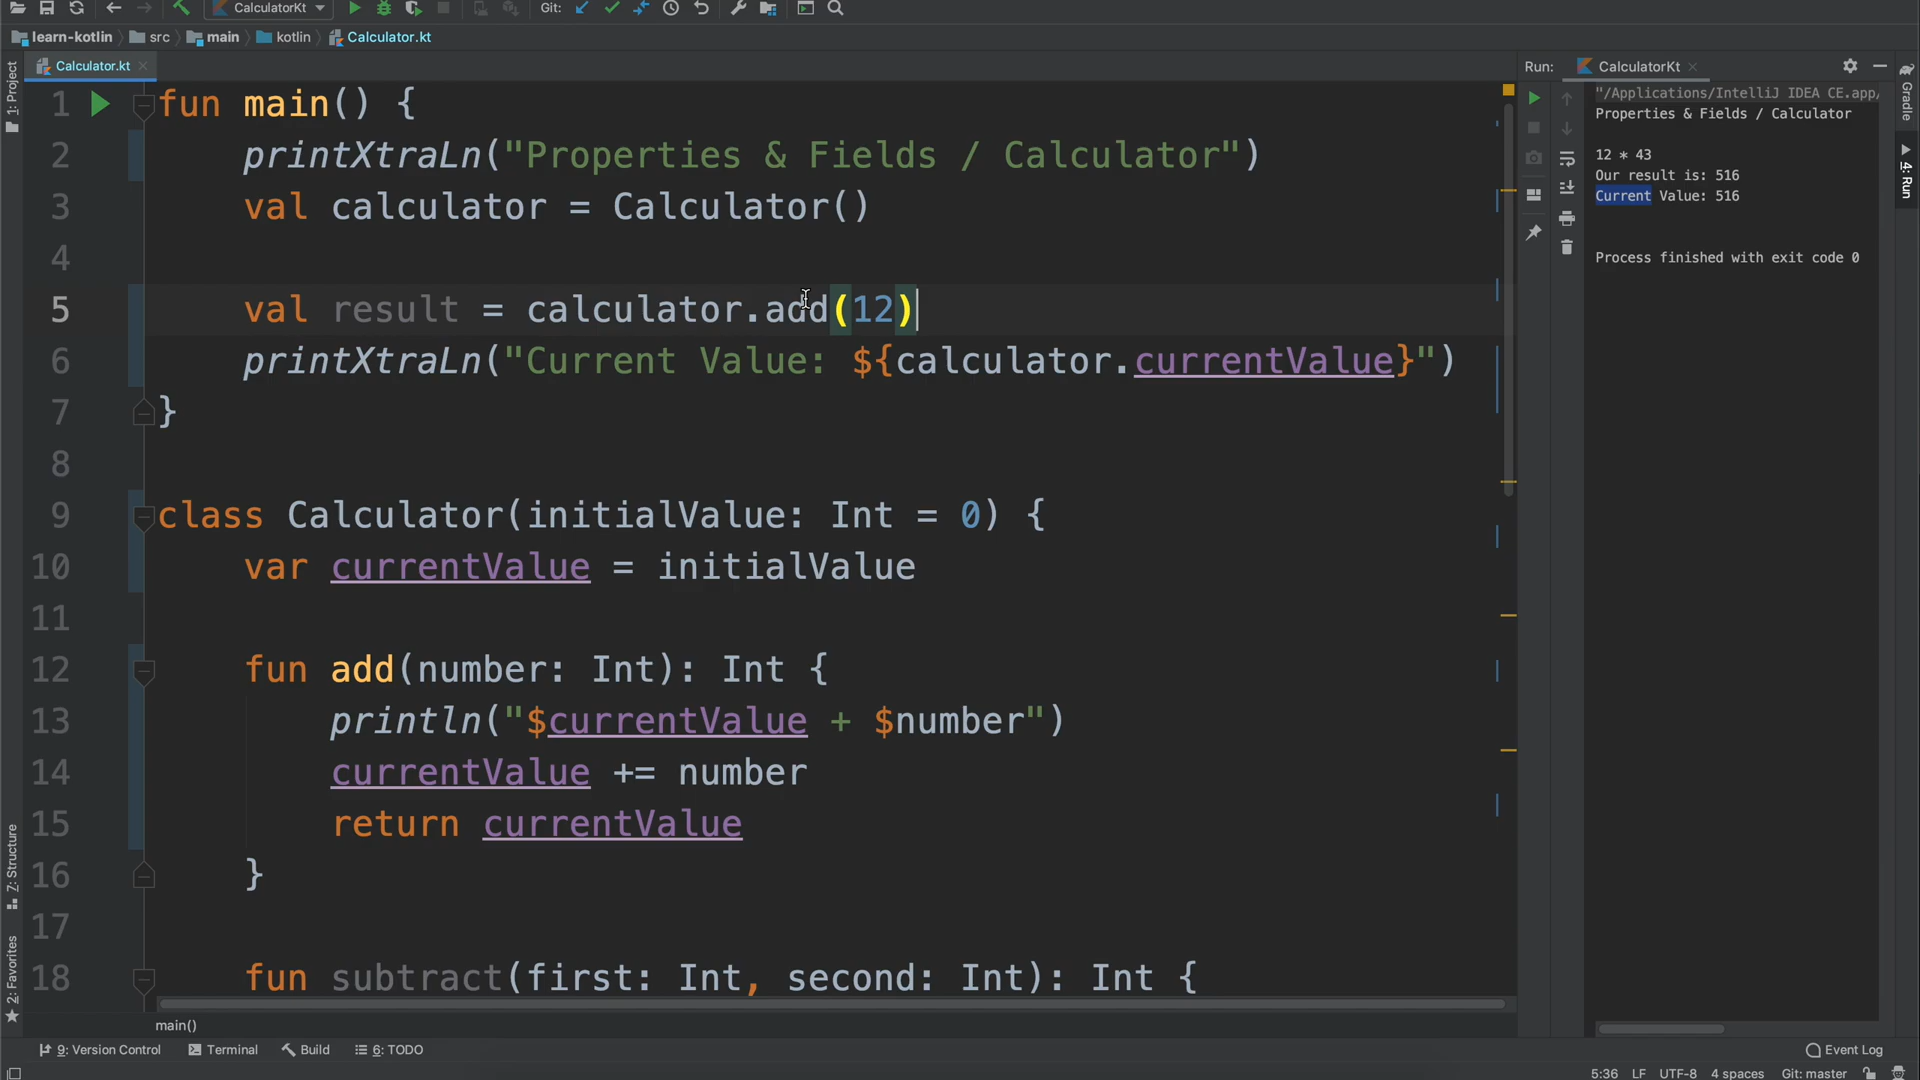 CalculatorKt
Git:
learn-kotlin
src
main
kotlin
Calculator.kt
1: Project
Calculator.kt
1 fun main() {
2 printXtraLn("Properties & Fields / Calculator")
3 val calculator = Calculator()
4
5 val result = calculator.add(12)
6 printXtraLn("Current Value: ${calculator.currentValue}")
7 }
8
9 class Calculator(initialValue: Int = 0) {
10 var currentValue = initialValue
11
12 fun add(number: Int): Int {
13 println("$currentValue + $number")
14 currentValue += number
15 return currentValue
16 }
17
18 fun subtract(first: Int, second: Int): Int {
main()
Run: CalculatorKt
"/Applications/IntelliJ IDEA CE.app/
Properties & Fields / Calculator
12 * 43
Our result is: 516
Current Value: 516
Process finished with exit code 0
Gradle
4: Run
Z: Structure
2: Favorites
9: Version Control
Terminal
Build
6: TODO
Event Log
5:36 LF UTF-8 4 spaces Git: master